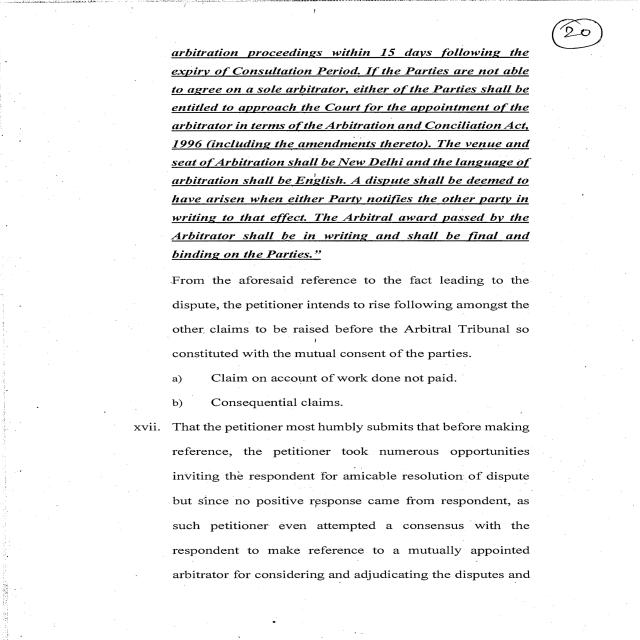 20
arbitration proceedings within 15 days following the
expiry of Consultation Period. If the Parties are not able
to agree on a sole arbitrator, either of the Parties shall be
entitled to approach the Court for the appointment of the
arbitrator in terms of the Arbitration and Conciliation Act,
1996 (including the amendments thereto). The venue and
seat of Arbitration shall be New Delhi and the language of
arbitration shall be English. A dispute shall be deemed to
have arisen when either Party notifies the other party in
writing to that effect. The Arbitral award passed by the
Arbitrator shall be in writing and shall be final and
binding on the Parties.”
From the aforesaid reference to the fact leading to the
dispute, the petitioner intends to rise following amongst the
other claims to be raised before the Arbitral Tribunal so
constituted with the mutual consent of the parties.
a) Claim on account of work done not paid.
b) Consequential claims.
xvii. That the petitioner most humbly submits that before making
reference, the petitioner took numerous opportunities
inviting the respondent for amicable resolution of dispute
but since no positive response came from respondent, as
such petitioner even attempted a consensus with the
respondent to make reference to a mutually appointed
arbitrator for considering and adjudicating the disputes and